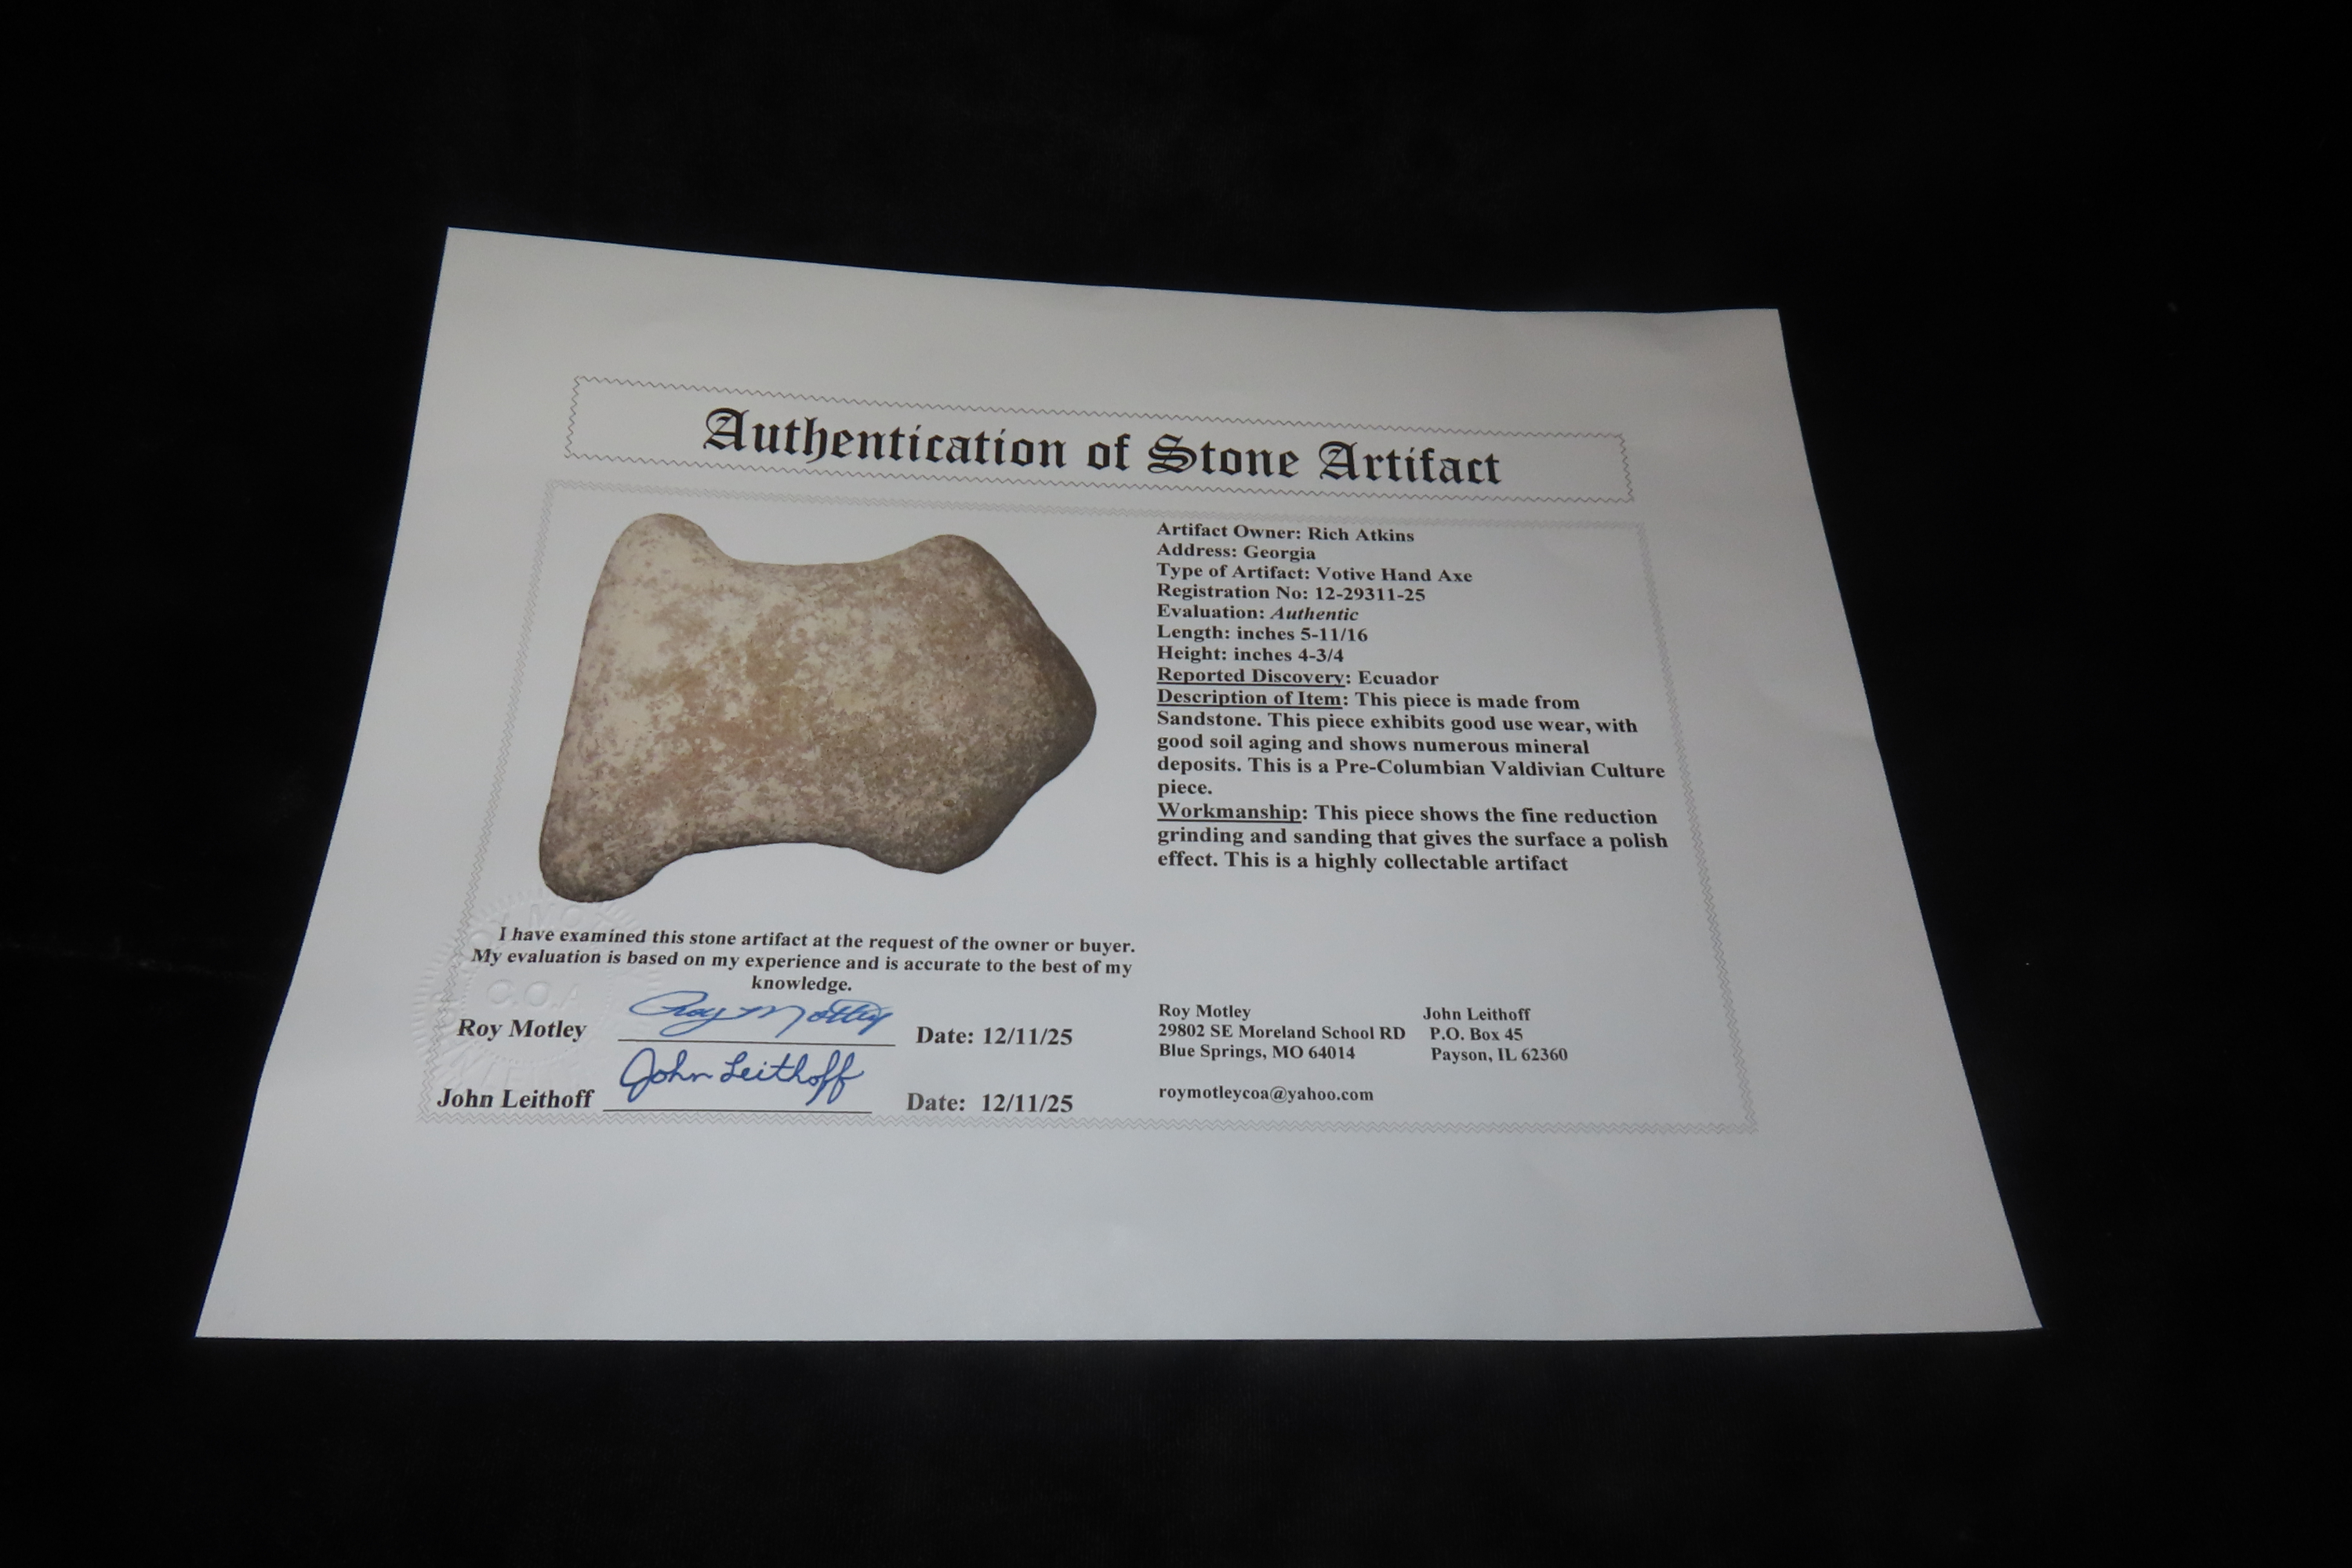 Authentication of Stone Artifact
Artifact Owner: Rich Atkins
Address: Georgia
Type of Artifact: Votive Hand Axe
Registration No: 12-29311-25
Evaluation: Authentic
Length: inches 5-11/16
Height: inches 4-3/4
Reported Discovery: Ecuador
Description of Item: This piece is made from
Sandstone. This piece exhibits good use wear, with
good soil aging and shows numerous mineral
deposits. This is a Pre-Columbian Valdivian Culture
piece.
Workmanship: This piece shows the fine reduction
grinding and sanding that gives the surface a polish
effect. This is a highly collectable artifact
I have examined this stone artifact at the request of the owner or buyer.
My evaluation is based on my experience and is accurate to the best of my
knowledge.
C.O.A
Roy Motley Roy Motley Date: 12/11/25
John Leithoff John Leithoff Date: 12/11/25
Roy Motley John Leithoff
29802 SE Moreland School RD P.O. Box 45
Blue Springs, MO 64014 Payson, IL 62360
roymotleycoa@yahoo.com